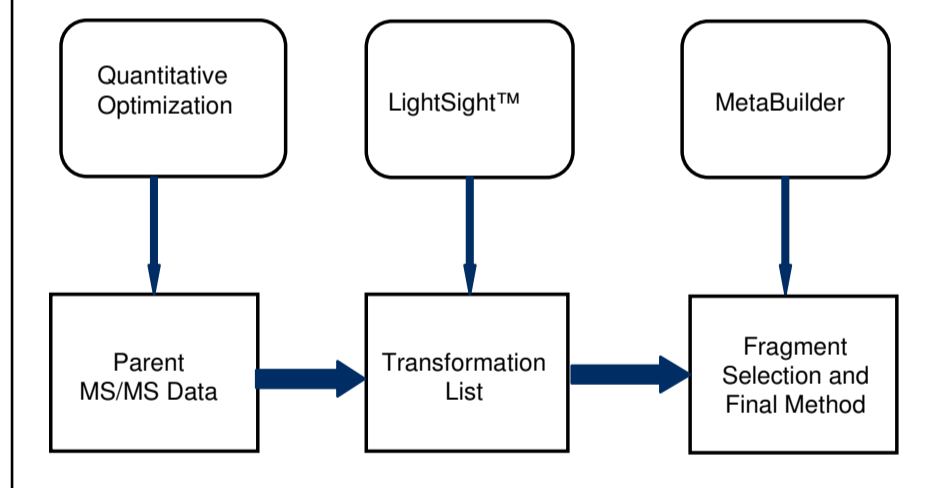 Quantitative
Optimization
LightSight™
MetaBuilder
Parent
MS/MS Data
Transformation
List
Fragment
Selection and
Final Method